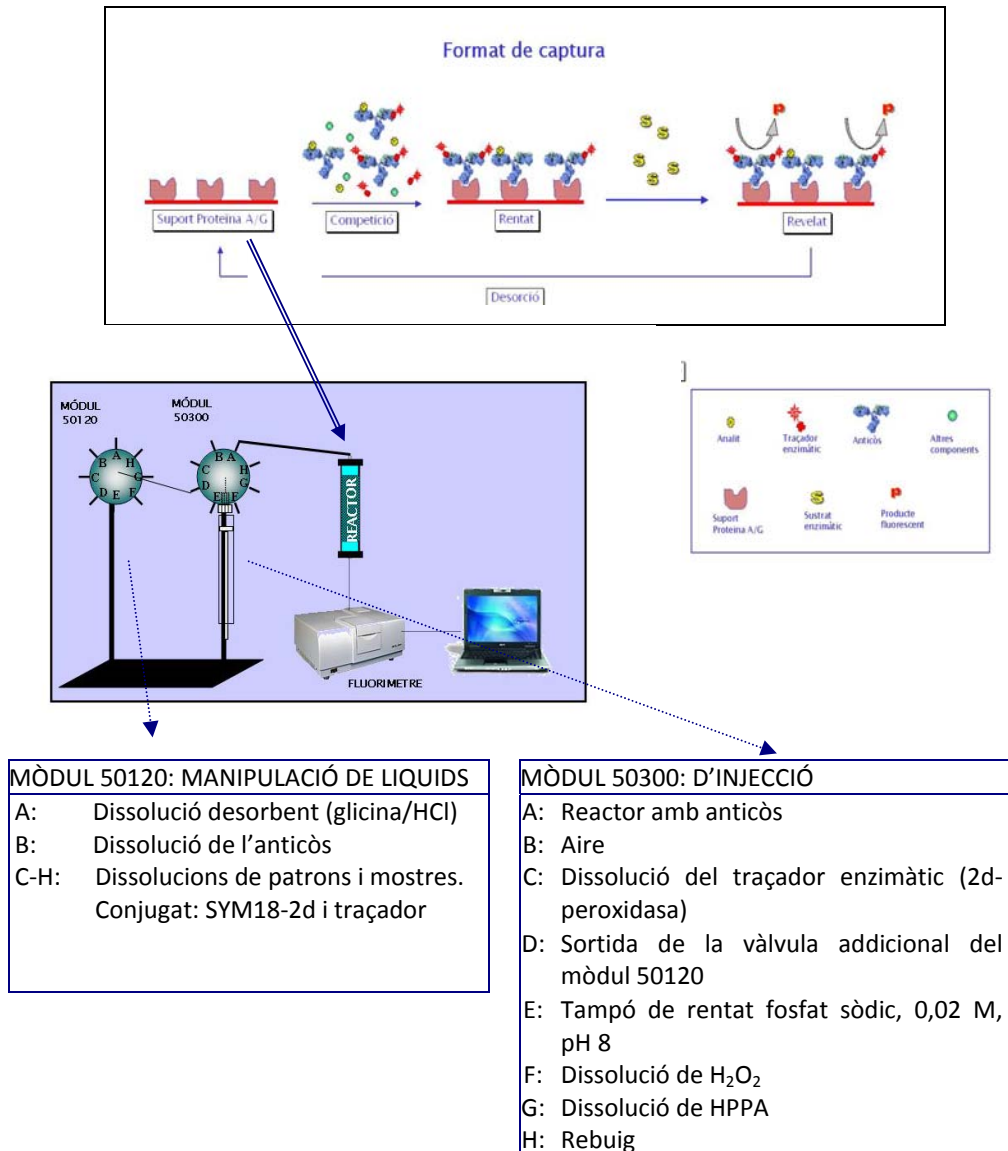 Format de captura
Suport Proteina A/G
Competició
Rentat
Revelat
Desorció
MÓDUL
50120
MÓDUL
50300
A
B
C
D
E
F
G
H
A
B
C
D
E
F
G
H
REACTOR
FLUORIMETRE
]
Analit
Traçador
enzimàtic
Anticòs
Altres
components
Suport
Proteina A/G
Sustrat
enzimàtic
Producte
fluorescent
S
S
S
S
S
S
P
P
P
MÒDUL 50120: MANIPULACIÓ DE LIQUIDS
A: Dissolució desorbent (glicina/HCl)
B: Dissolució de l’anticòs
C-H: Dissolucions de patrons i mostres.
Conjugat: SYM18-2d i traçador
MÒDUL 50300: D’INJECCIÓ
A: Reactor amb anticòs
B: Aire
C: Dissolució del traçador enzimàtic (2d-
peroxidasa)
D: Sortida de la vàlvula addicional del
mòdul 50120
E: Tampó de rentat fosfat sòdic, 0,02 M,
pH 8
F: Dissolució de H₂O₂
G: Dissolució de HPPA
H: Rebuig